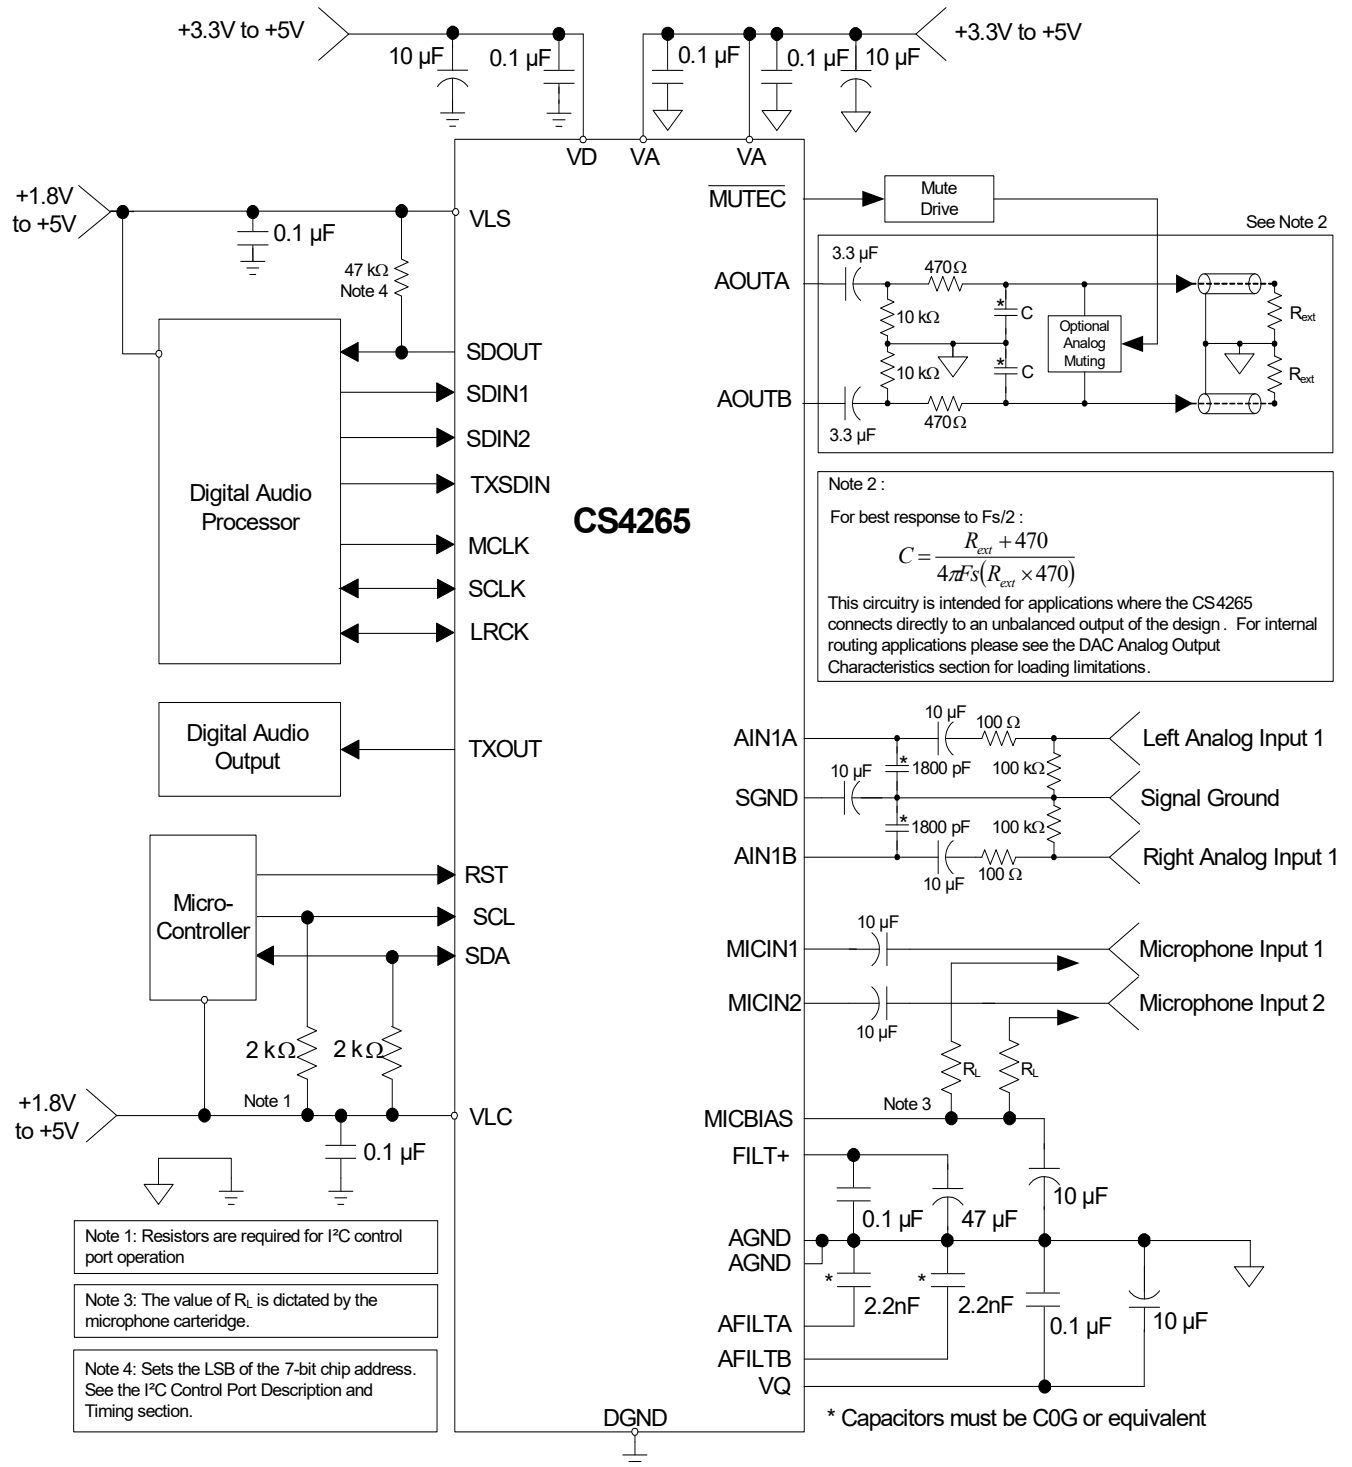 +3.3V to +5V
10 µF
0.1 µF
0.1 µF
0.1 µF
10 µF
+3.3V to +5V
VD
VA
VA
+1.8V
to +5V
0.1 µF
VLS
47 kΩ
Note 4
MUTEC
Mute
Drive
See Note 2
AOUTA
3.3 µF
470Ω
10 kΩ
C
Optional
Analog
Muting
Rext
10 kΩ
C
Rext
AOUTB
3.3 µF
470Ω
Digital Audio
Processor
SDOUT
SDIN1
SDIN2
TXSDIN
MCLK
SCLK
LRCK
CS4265
Note 2 :
For best response to Fs/2 :
C = (Rext + 470) / (4πFs(Rext × 470))
This circuitry is intended for applications where the CS4265
connects directly to an unbalanced output of the design . For internal
routing applications please see the DAC Analog Output
Characteristics section for loading limitations.
Digital Audio
Output
TXOUT
AIN1A
10 µF
100 Ω
Left Analog Input 1
*
1800 pF
100 kΩ
10 µF
SGND
Signal Ground
*
1800 pF
100 kΩ
AIN1B
10 µF
100 Ω
Right Analog Input 1
Micro-
Controller
RST
SCL
SDA
2 kΩ
2 kΩ
+1.8V
to +5V
Note 1
VLC
0.1 µF
MICIN1
10 µF
Microphone Input 1
MICIN2
10 µF
Microphone Input 2
RL
RL
MICBIAS
Note 3
FILT+
0.1 µF
47 µF
10 µF
AGND
AGND
*
2.2nF
*
2.2nF
0.1 µF
10 µF
AFILTA
AFILTB
VQ
DGND
* Capacitors must be C0G or equivalent
Note 1: Resistors are required for I²C control
port operation
Note 3: The value of RL is dictated by the
microphone carteridge.
Note 4: Sets the LSB of the 7-bit chip address.
See the I²C Control Port Description and
Timing section.